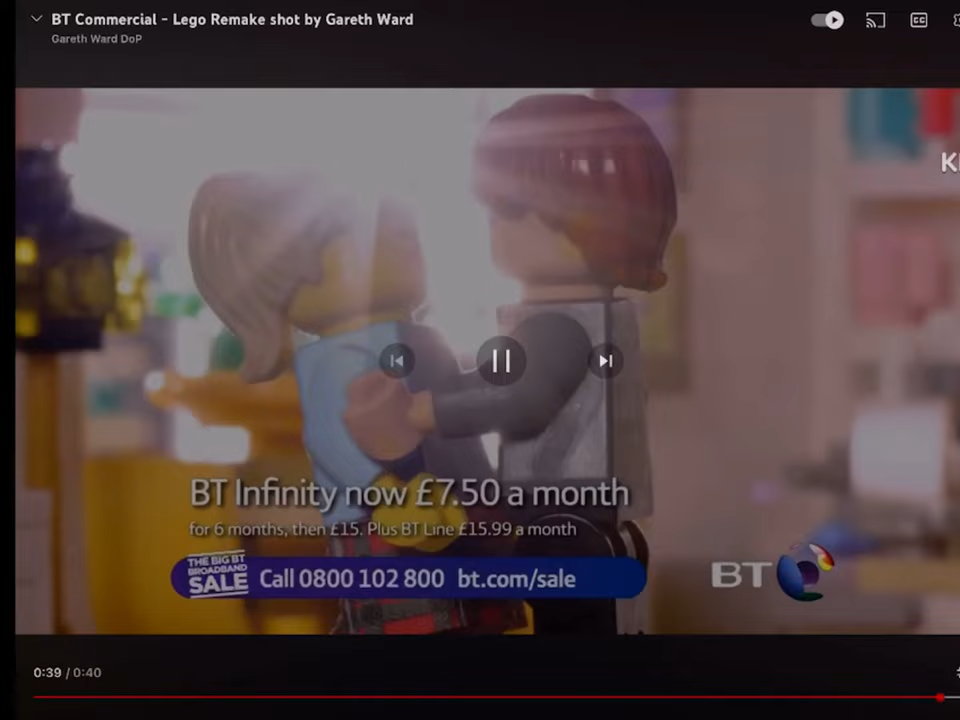 BT Commercial - Lego Remake shot by Gareth Ward
Gareth Ward DoP
CC
BT Infinity now £7.50 a month
for 6 months, then £15. Plus BT Line £15.99 a month
THE BIG BT
BROADBAND
SALE
Call 0800 102 800 bt.com/sale
BT
0:39 / 0:40